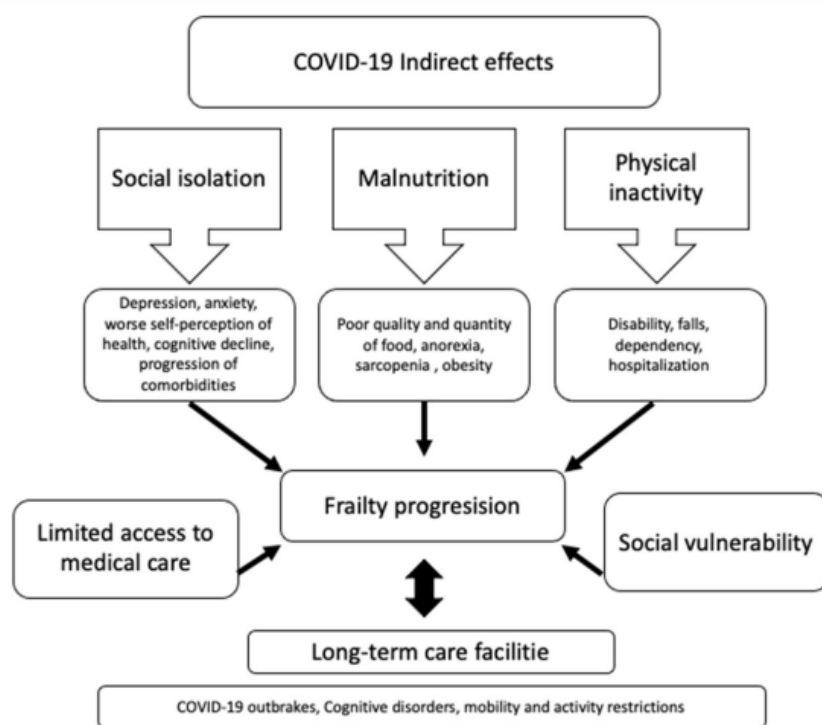 COVID-19 Indirect effects
Social isolation
Malnutrition
Physical
inactivity
Depression, anxiety,
worse self-perception of
health, cognitive decline,
progression of
comorbidities
Poor quality and quantity
of food, anorexia,
sarcopenia , obesity
Disability, falls,
dependency,
hospitalization
Frailty progresision
Limited access to
medical care
Social vulnerability
Long-term care facilitie
COVID-19 outbrakes, Cognitive disorders, mobility and activity restrictions